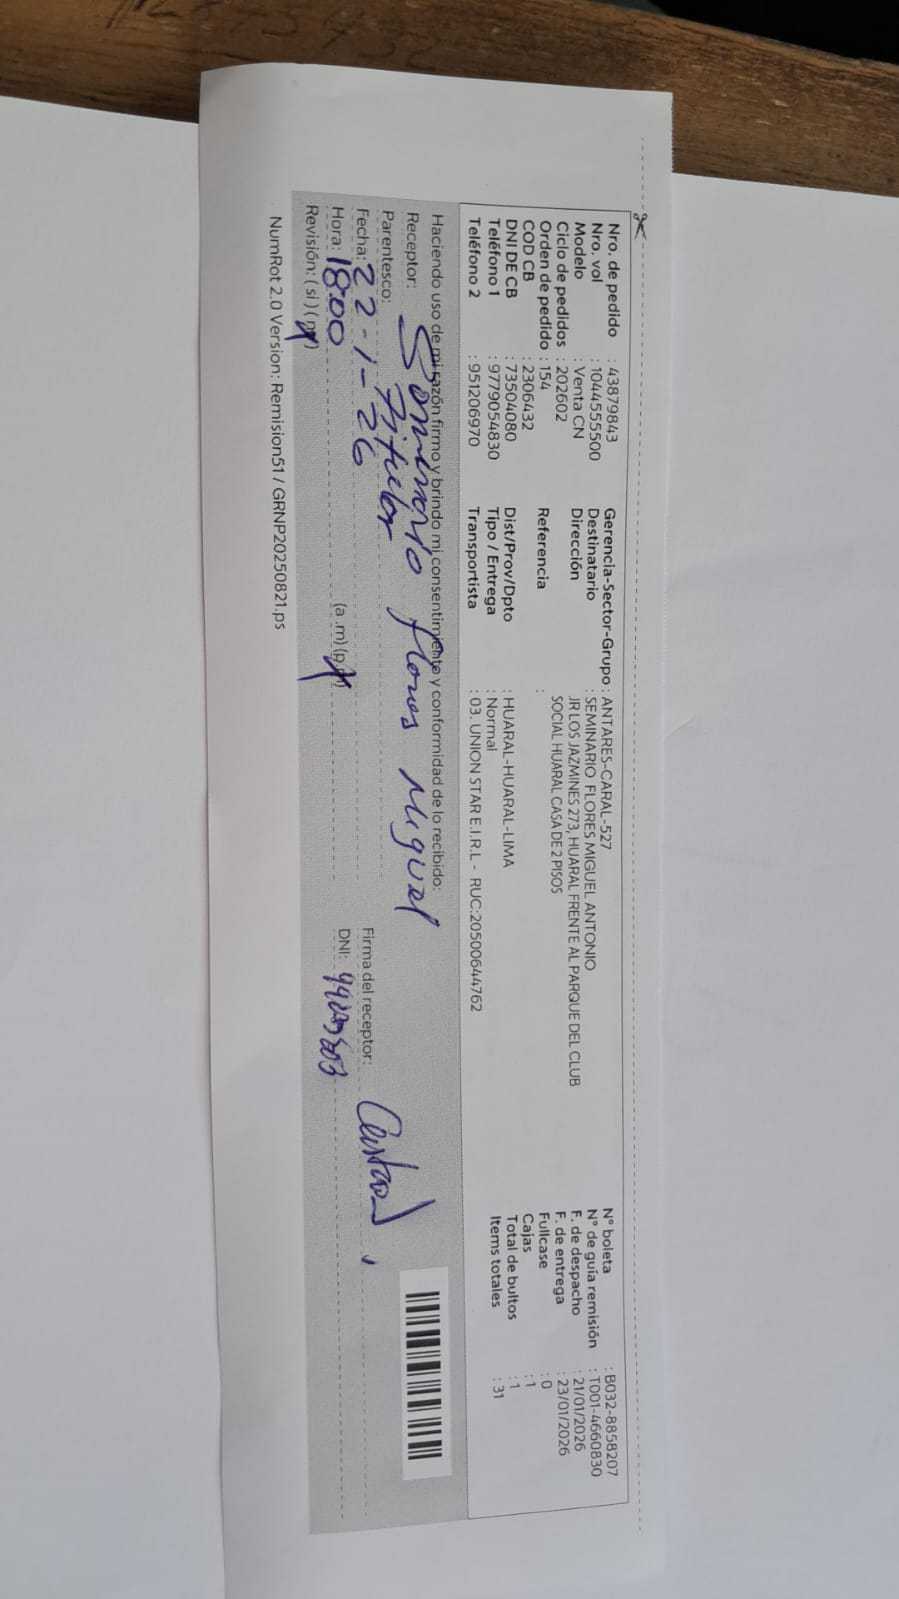 Nro. de pedido : 43879843 Gerencia-Sector-Grupo : ANTARES-CARAL-527 N° boleta : B032-8858207
Nro. vol : 1044555500 Destinatario : SEMINARIO FLORES MIGUEL ANTONIO N° de guía remisión : T001-4660830
Modelo : Venta CN Dirección : JR LOS JAZMINES 273, HUARAL FRENTE AL PARQUE DEL CLUB F. de despacho : 21/01/2026
Ciclo de pedidos : 202602 SOCIAL HUARAL CASA DE 2 PISOS F. de entrega : 23/01/2026
Orden de pedido : 154 Referencia : Fullcase : 0
COD CB : 2306432 Cajas : 1
DNI DE CB : 73504080 Dist/Prov/Dpto : HUARAL-HUARAL-LIMA Total de bultos : 1
Teléfono 1 : 9779054830 Tipo / Entrega : Normal Items totales : 31
Teléfono 2 : 951206970 Transportista : 03. UNION STAR E.I.R.L - RUC:20500644762
Haciendo uso de mi razón firmo y brindo mi consentimiento y conformidad de lo recibido:
Receptor: Seminario flores Miguel
Parentesco: Titular
Fecha: 22-1-26 Firma del receptor:
Hora: 18:00 (a.m) (p.m) DNI:
Revisión: (si) (no)
NumRot 2.0 Version: Remision51 / GRNP20250821.ps